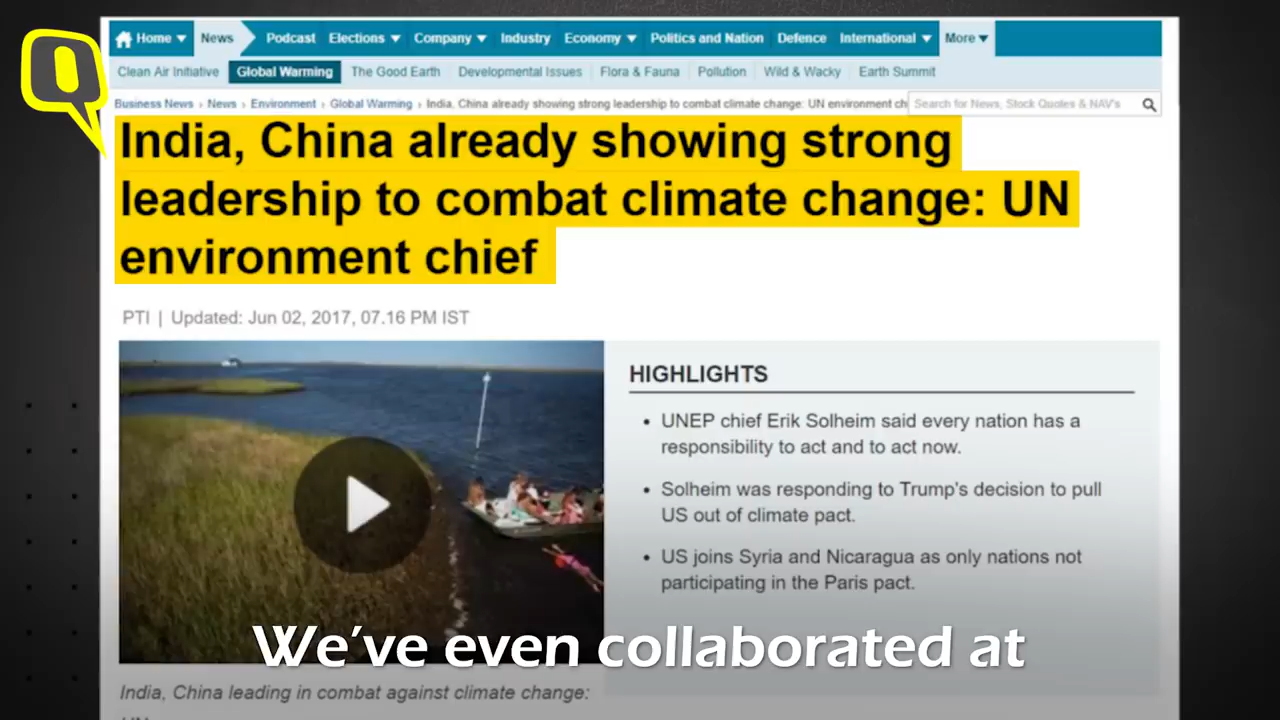 Home News Podcast Elections Company Industry Economy Politics and Nation Defence International More
Clean Air Initiative Global Warming The Good Earth Developmental Issues Flora & Fauna Pollution Wild & Wacky Earth Summit
Business News › News › Environment › Global Warming › India, China already showing strong leadership to combat climate change: UN environment ch
Search for News, Stock Quotes & NAV's
India, China already showing strong
leadership to combat climate change: UN
environment chief
PTI | Updated: Jun 02, 2017, 07.16 PM IST
HIGHLIGHTS
• UNEP chief Erik Solheim said every nation has a
responsibility to act and to act now.
• Solheim was responding to Trump's decision to pull
US out of climate pact.
• US joins Syria and Nicaragua as only nations not
participating in the Paris pact.
We've even collaborated at
India, China leading in combat against climate change: